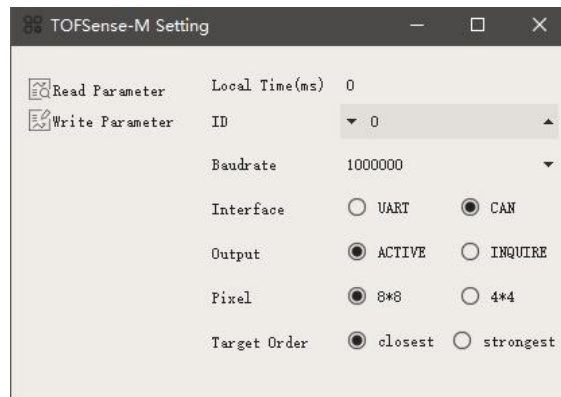 TOFSense-M Setting
Read Parameter
Write Parameter
Local Time(ms) 0
ID 0
Baudrate 1000000
Interface UART CAN
Output ACTIVE INQUIRE
Pixel 8*8 4*4
Target Order closest strongest